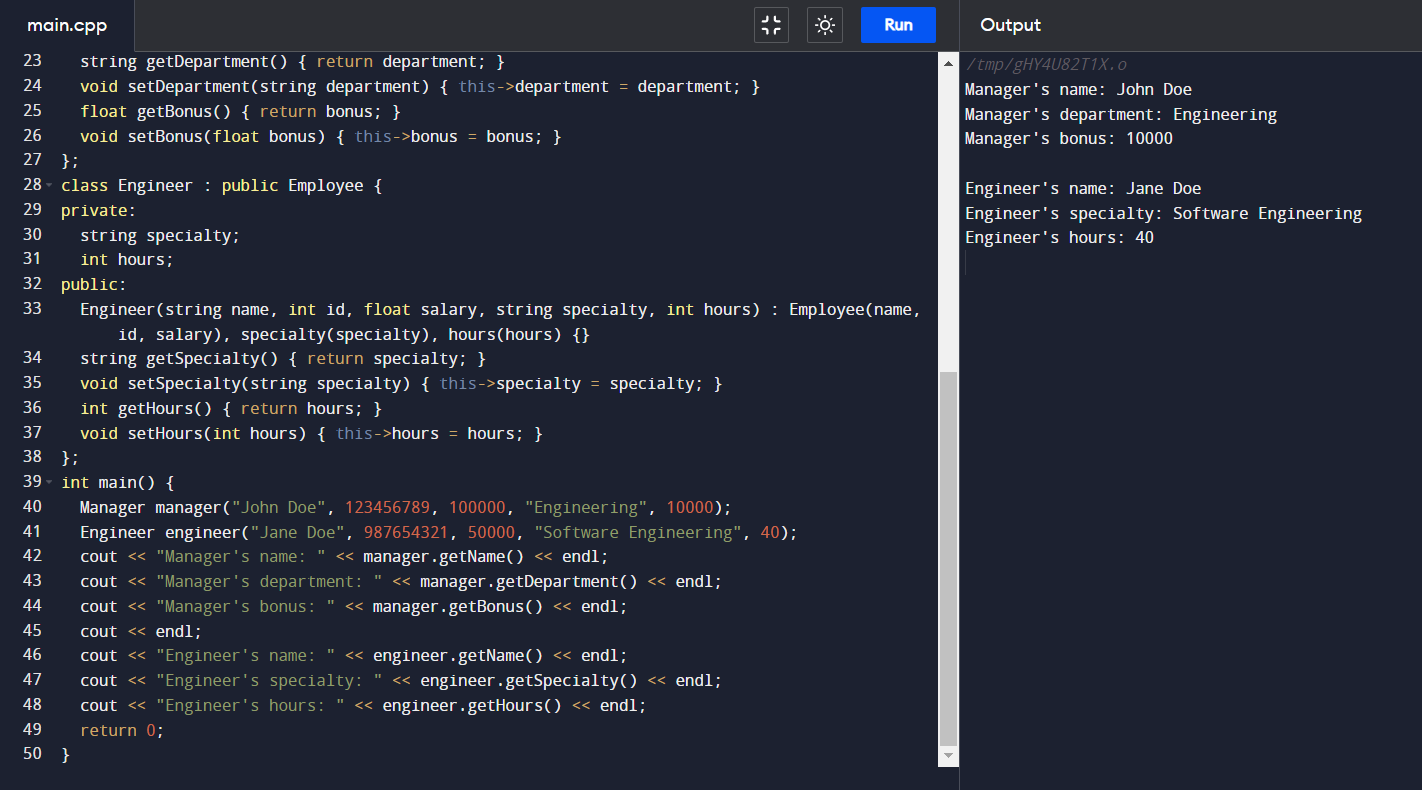 main.cpp
Run
Output
23 string getDepartment() { return department; }
24 void setDepartment(string department) { this->department = department; }
25 float getBonus() { return bonus; }
26 void setBonus(float bonus) { this->bonus = bonus; }
27 };
28 class Engineer : public Employee {
29 private:
30 string specialty;
31 int hours;
32 public:
33 Engineer(string name, int id, float salary, string specialty, int hours) : Employee(name,
id, salary), specialty(specialty), hours(hours) {}
34 string getSpecialty() { return specialty; }
35 void setSpecialty(string specialty) { this->specialty = specialty; }
36 int getHours() { return hours; }
37 void setHours(int hours) { this->hours = hours; }
38 };
39 int main() {
40 Manager manager("John Doe", 123456789, 100000, "Engineering", 10000);
41 Engineer engineer("Jane Doe", 987654321, 50000, "Software Engineering", 40);
42 cout << "Manager's name: " << manager.getName() << endl;
43 cout << "Manager's department: " << manager.getDepartment() << endl;
44 cout << "Manager's bonus: " << manager.getBonus() << endl;
45 cout << endl;
46 cout << "Engineer's name: " << engineer.getName() << endl;
47 cout << "Engineer's specialty: " << engineer.getSpecialty() << endl;
48 cout << "Engineer's hours: " << engineer.getHours() << endl;
49 return 0;
50 }
/tmp/gHY4U82T1X.o
Manager's name: John Doe
Manager's department: Engineering
Manager's bonus: 10000
Engineer's name: Jane Doe
Engineer's specialty: Software Engineering
Engineer's hours: 40